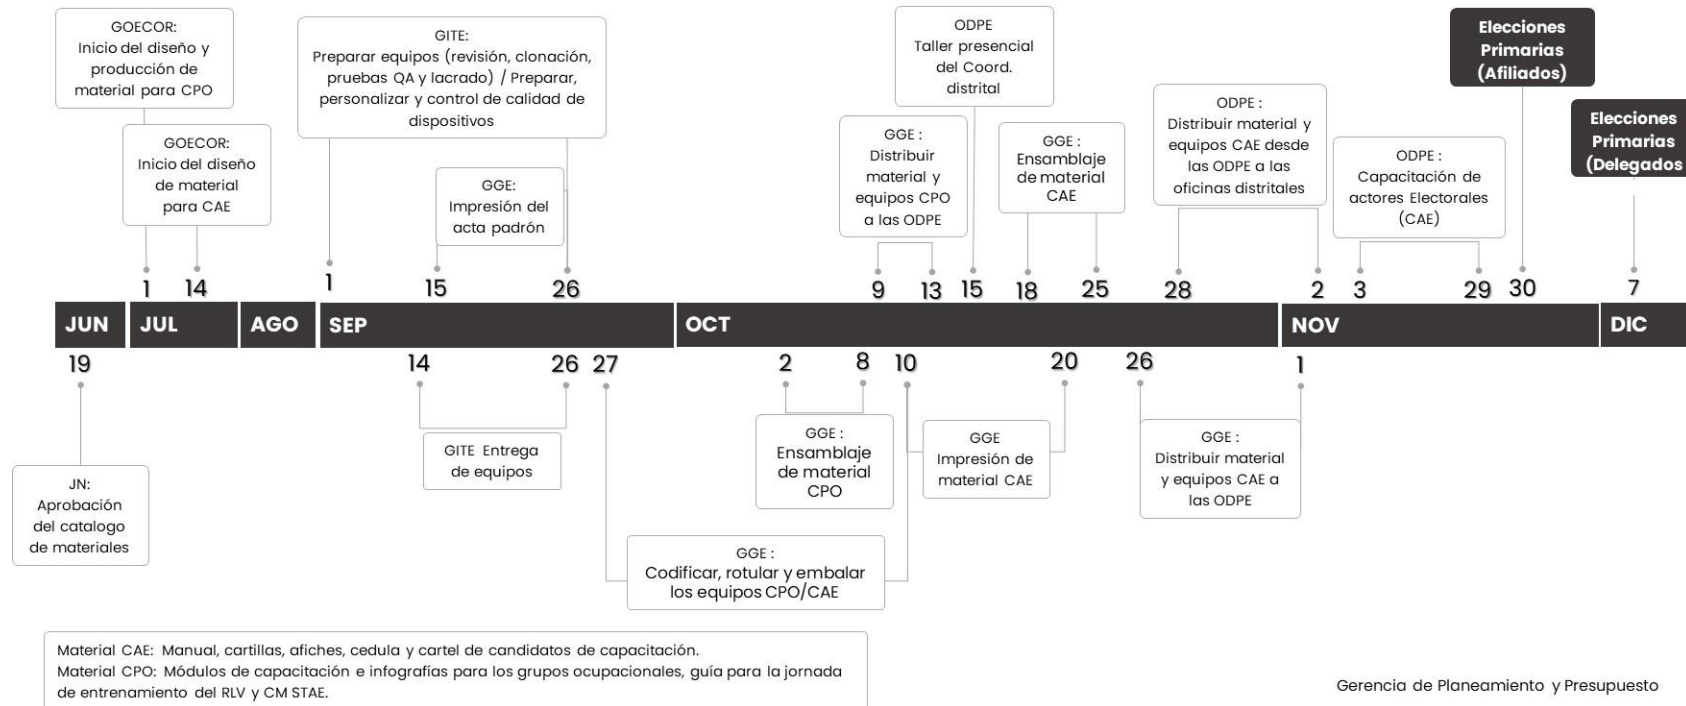 GOECOR:
Inicio del diseño y
producción de
material para CPO
GOECOR:
Inicio del diseño
de material
para CAE
GITE:
Preparar equipos (revisión, clonación,
pruebas QA y lacrado) / Preparar,
personalizar y control de calidad de
dispositivos
GGE:
Impresión del
acta padrón
ODPE
Taller presencial
del Coord.
distrital
GGE :
Distribuir
material y
equipos CPO
a las ODPE
GGE :
Ensamblaje
de material
CAE
ODPE :
Distribuir material y
equipos CAE desde
las ODPE a las
oficinas distritales
ODPE :
Capacitación de
actores Electorales
(CAE)
Elecciones
Primarias
(Afiliados)
Elecciones
Primarias
(Delegados
1 14 1 15 26 9 13 15 18 25 28 2 3 29 30 7
JUN JUL AGO SEP OCT NOV DIC
19 14 26 27 2 8 10 20 26 1
JN:
Aprobación
del catalogo
de materiales
GITE Entrega
de equipos
GGE :
Ensamblaje
de material
CPO
GGE
Impresión de
material CAE
GGE :
Distribuir material
y equipos CAE a
las ODPE
GGE :
Codificar, rotular y embalar
los equipos CPO/CAE
Material CAE: Manual, cartillas, afiches, cedula y cartel de candidatos de capacitación.
Material CPO: Módulos de capacitación e infografías para los grupos ocupacionales, guía para la jornada
de entrenamiento del RLV y CM STAE.
Gerencia de Planeamiento y Presupuesto